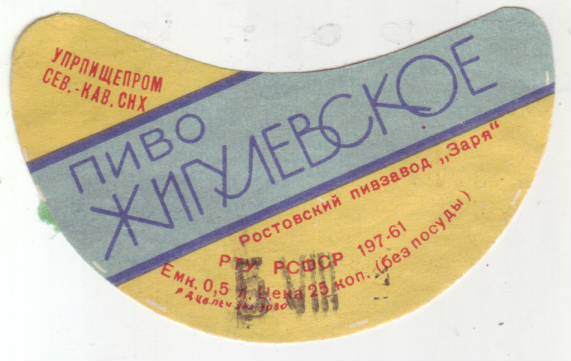 УПРПИЩЕПРОМ
СЕВ.-КАВ. СНХ
ПИВО
ЖИГУЛЕВСКОЕ
Ростовский пивзавод „Заря"
РТУ РСФСР 197-61
Емк. 0,5 л. Цена 25 коп. (без посуды)
VIII